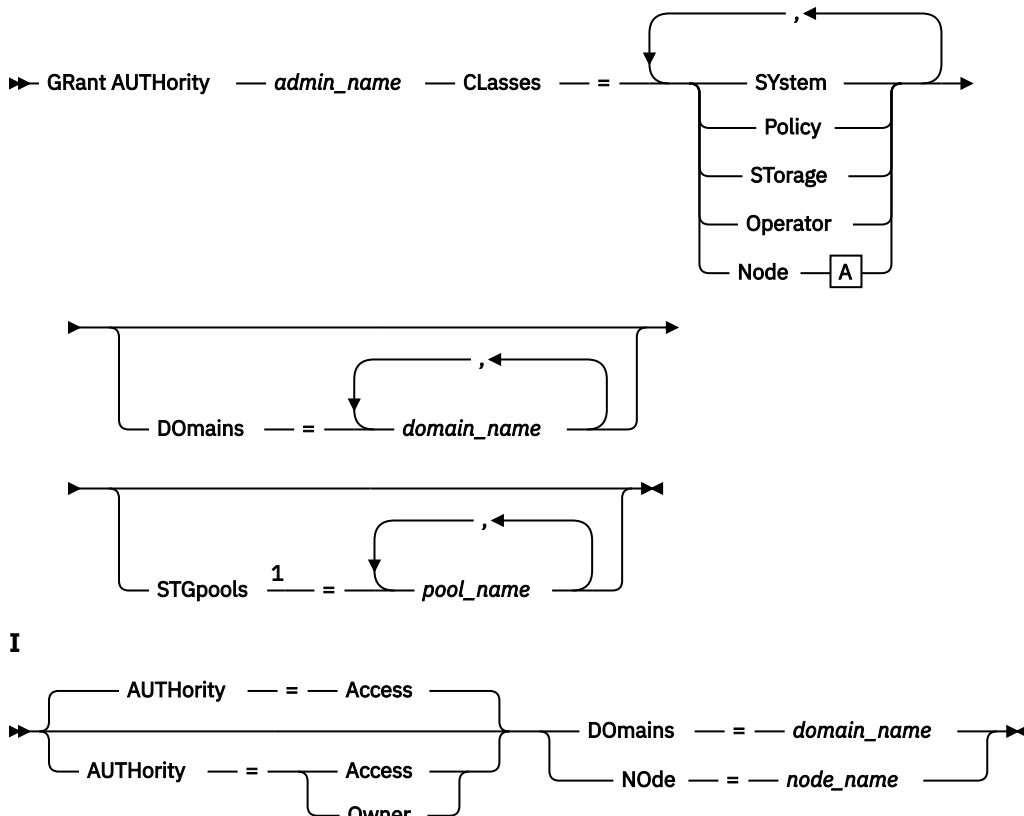 ,
GRant AUTHority admin_name CLasses = SYstem
Policy
STorage
Operator
Node A
,
DOmains = domain_name
,
STGpools 1 = pool_name
I
AUTHority = Access
DOmains = domain_name
AUTHority = Access
NOde = node_name
Owner